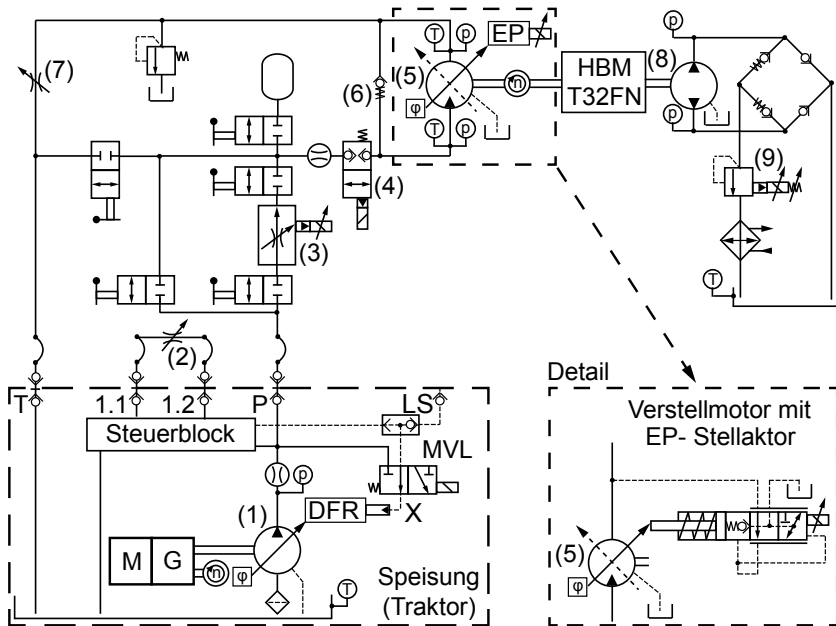 p
T
p
EP
(5)
n
φ
T
p
HBM
T32FN
(8)
p
(7)
(6)
(4)
(3)
(9)
T
(2)
T
1.1
1.2
P
LS
Steuerblock
MVL
p
(1)
DFR
X
M
G
n
φ
T
Speisung
(Traktor)
Detail
Verstellmotor mit
EP- Stellaktor
(5)
φ